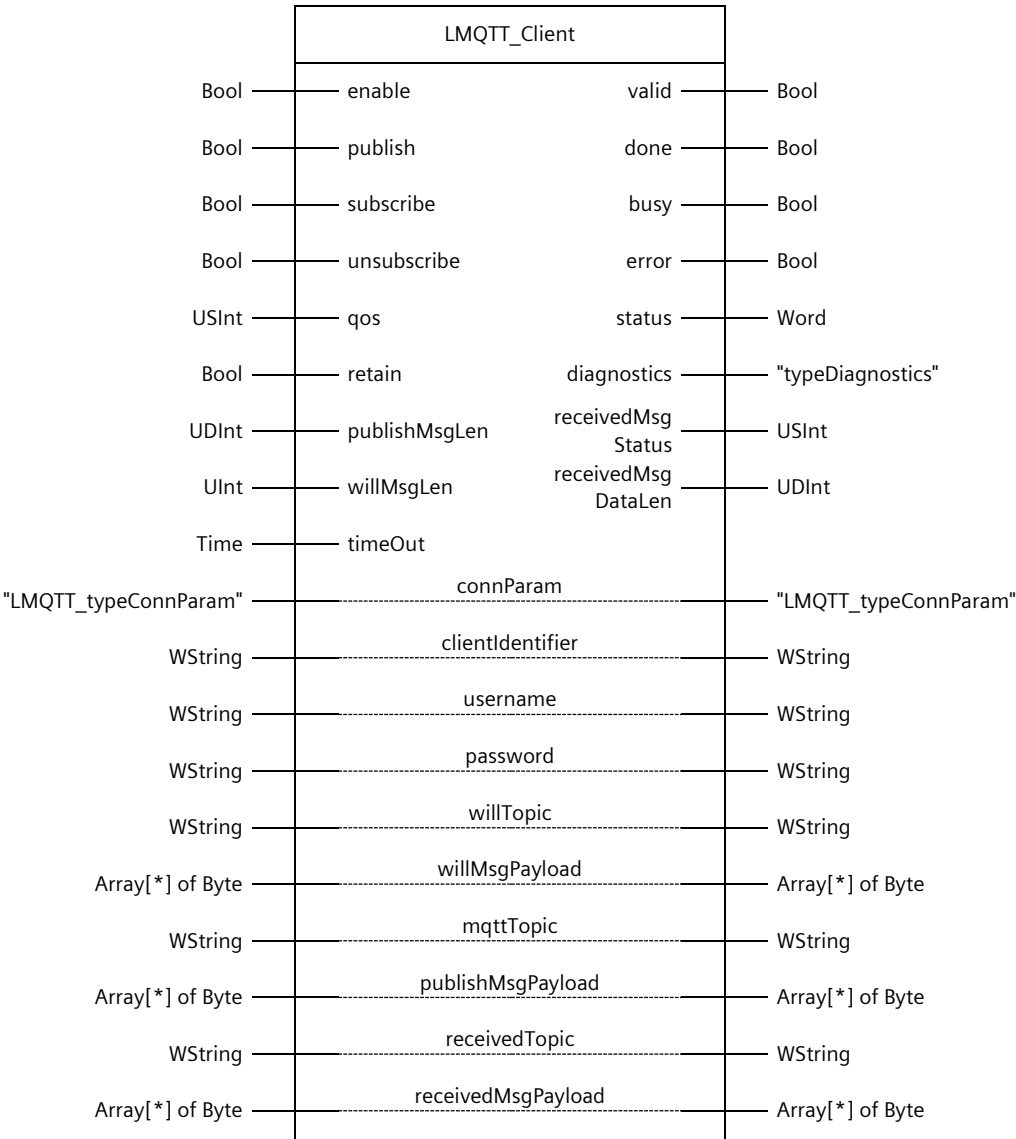 LMQTT_Client
Bool enable valid Bool
Bool publish done Bool
Bool subscribe busy Bool
Bool unsubscribe error Bool
USInt qos status Word
Bool retain diagnostics "typeDiagnostics"
UDInt publishMsgLen receivedMsg
Status USInt
UInt willMsgLen receivedMsg
DataLen UDInt
Time timeOut
"LMQTT_typeConnParam" connParam "LMQTT_typeConnParam"
WString clientIdentifier WString
WString username WString
WString password WString
WString willTopic WString
Array[*] of Byte willMsgPayload Array[*] of Byte
WString mqttTopic WString
Array[*] of Byte publishMsgPayload Array[*] of Byte
WString receivedTopic WString
Array[*] of Byte receivedMsgPayload Array[*] of Byte